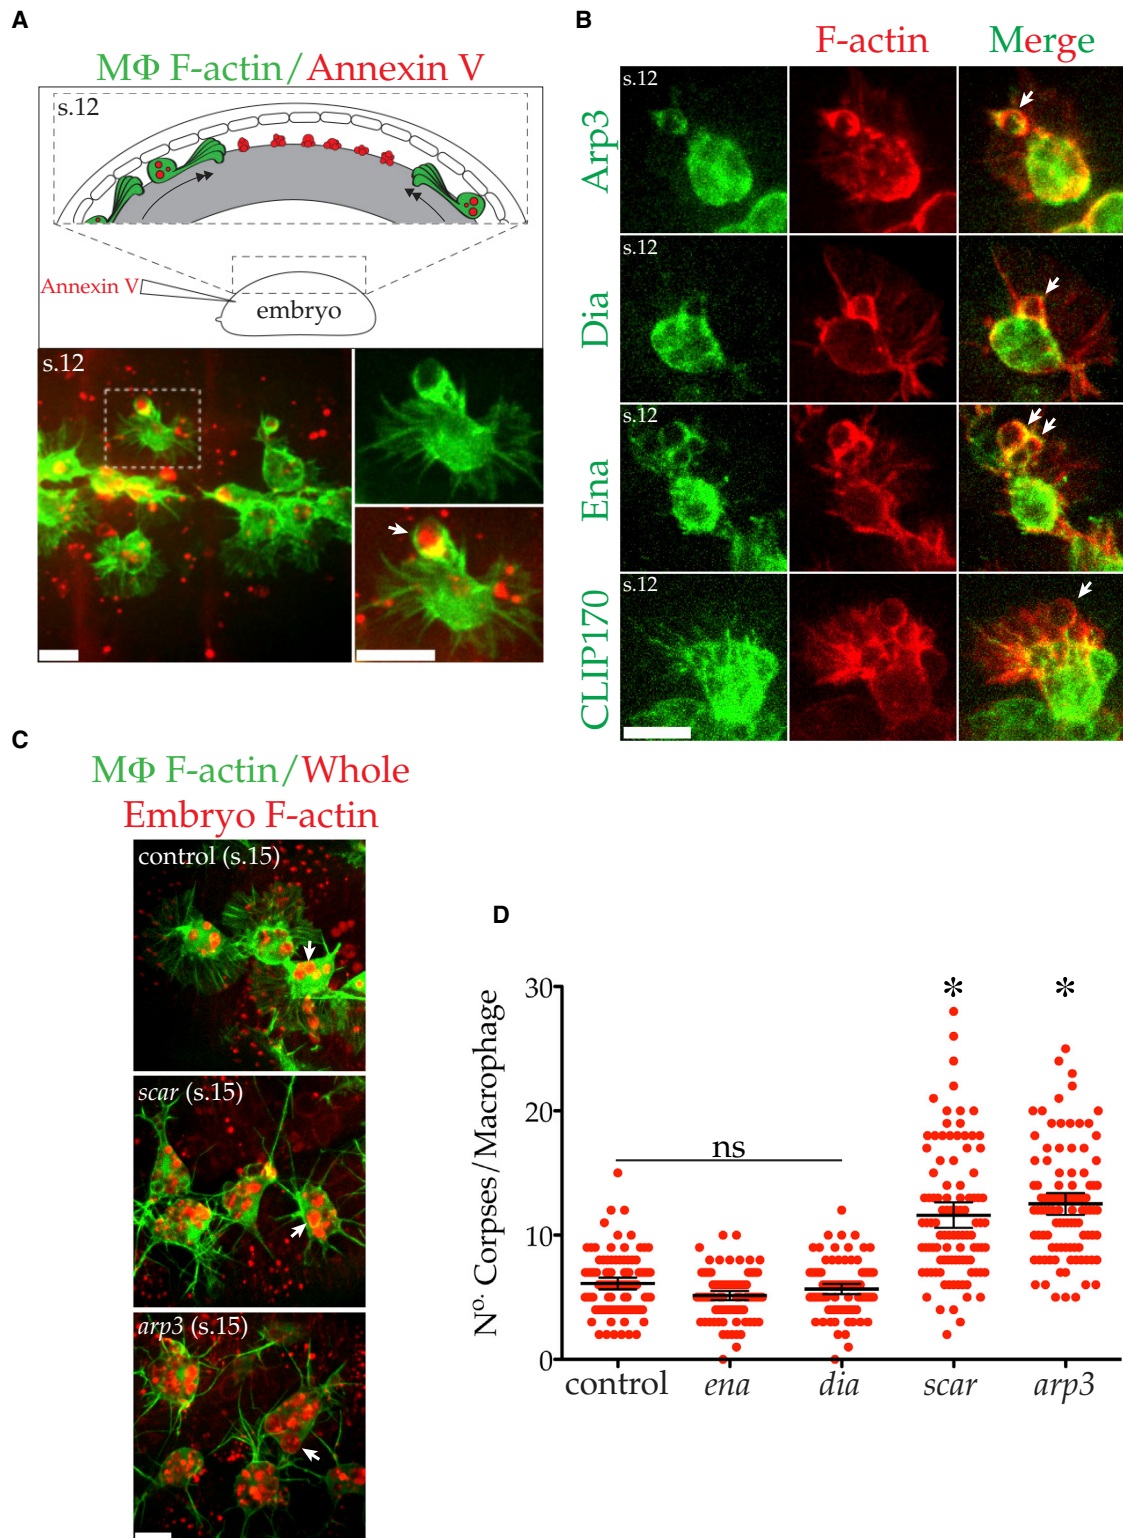 A
MΦ F-actin/Annexin V
s.12
Annexin V
embryo
s.12
B
F-actin Merge
s.12
Arp3
s.12
Dia
s.12
Ena
s.12
CLIP170
C
MΦ F-actin/Whole
Embryo F-actin
control (s.15)
scar (s.15)
arp3 (s.15)
D
Nº. Corpses/Macrophage
30
20
10
0
ns
*
*
control ena dia scar arp3